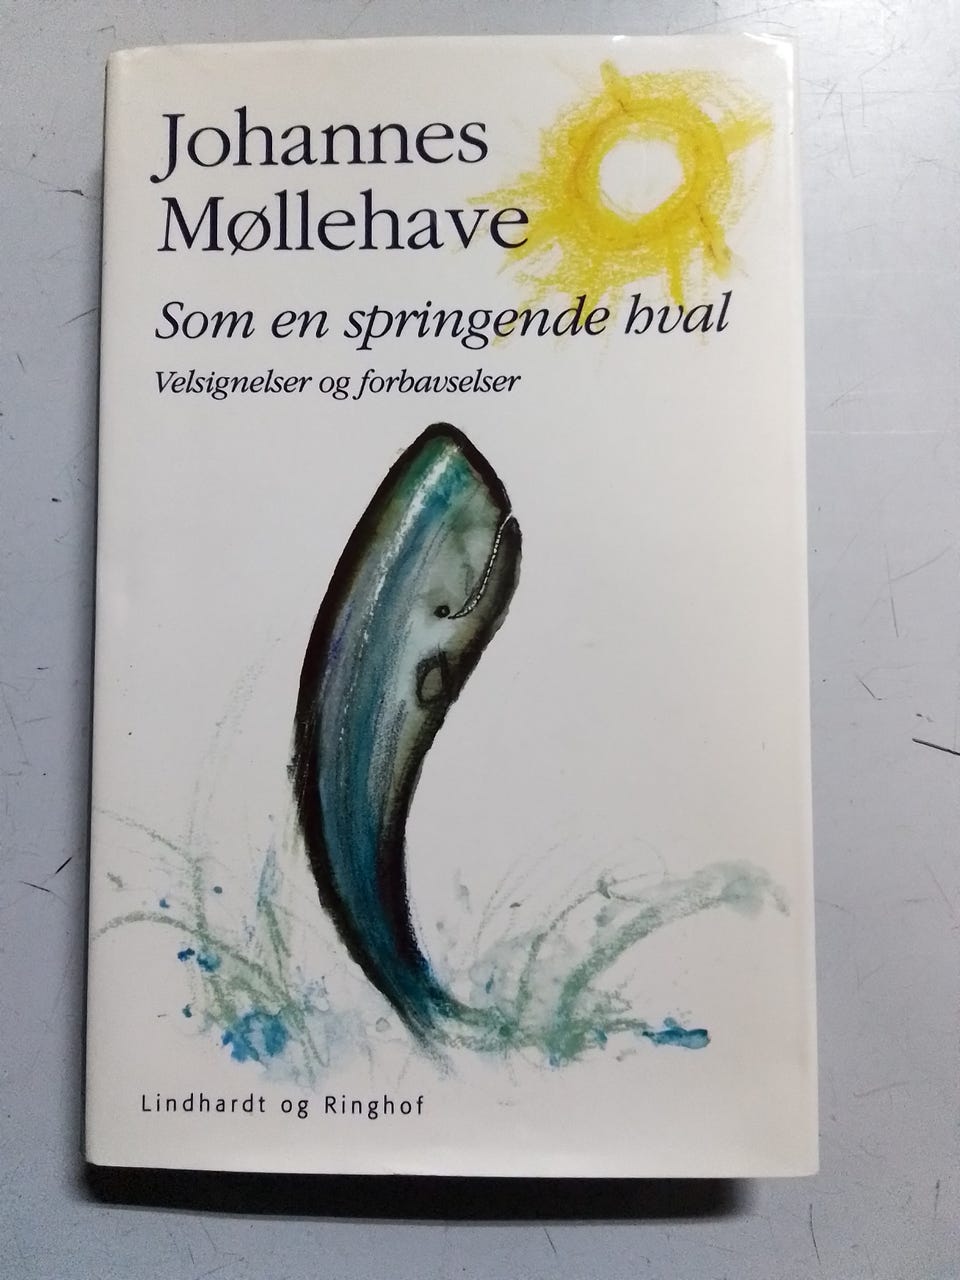 Johannes
Møllehave
Som en springende hval
Velsignelser og forbavselser
Lindhardt og Ringhof